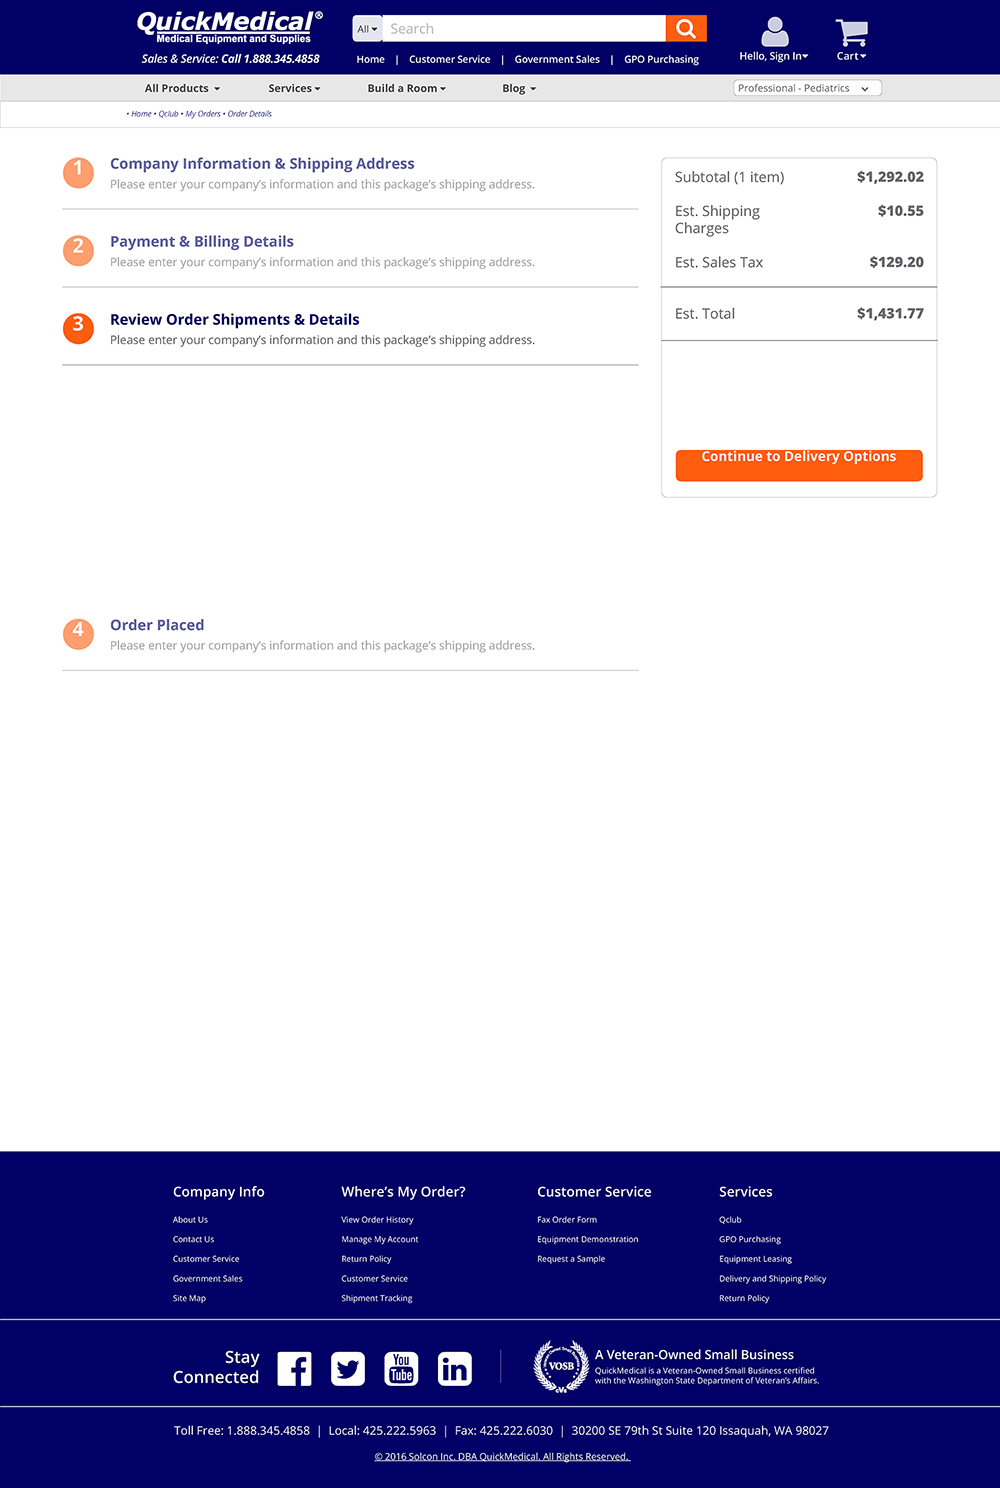 QuickMedical®
Medical Equipment and Supplies
Sales & Service: Call 1.888.345.4858
All
Search
Home | Customer Service | Government Sales | GPO Purchasing
Hello, Sign In
Cart
All Products
Services
Build a Room
Blog
Professional - Pediatrics
• Home • Qclub • My Orders • Order Details
1
Company Information & Shipping Address
Please enter your company's information and this package's shipping address.
2
Payment & Billing Details
Please enter your company's information and this package's shipping address.
3
Review Order Shipments & Details
Please enter your company's information and this package's shipping address.
Subtotal (1 item) $1,292.02
Est. Shipping $10.55
Charges
Est. Sales Tax $129.20
Est. Total $1,431.77
Continue to Delivery Options
4
Order Placed
Please enter your company's information and this package's shipping address.
Company Info
About Us
Contact Us
Customer Service
Government Sales
Site Map
Where's My Order?
View Order History
Manage My Account
Return Policy
Customer Service
Shipment Tracking
Customer Service
Fax Order Form
Equipment Demonstration
Request a Sample
Services
Qclub
GPO Purchasing
Equipment Leasing
Delivery and Shipping Policy
Return Policy
Stay
Connected
You
Tube
in
VOSB
A Veteran-Owned Small Business
QuickMedical is a Veteran-Owned Small Business certified
with the Washington State Department of Veteran's Affairs.
Toll Free: 1.888.345.4858 | Local: 425.222.5963 | Fax: 425.222.6030 | 30200 SE 79th St Suite 120 Issaquah, WA 98027
© 2016 Solcon Inc. DBA QuickMedical. All Rights Reserved.